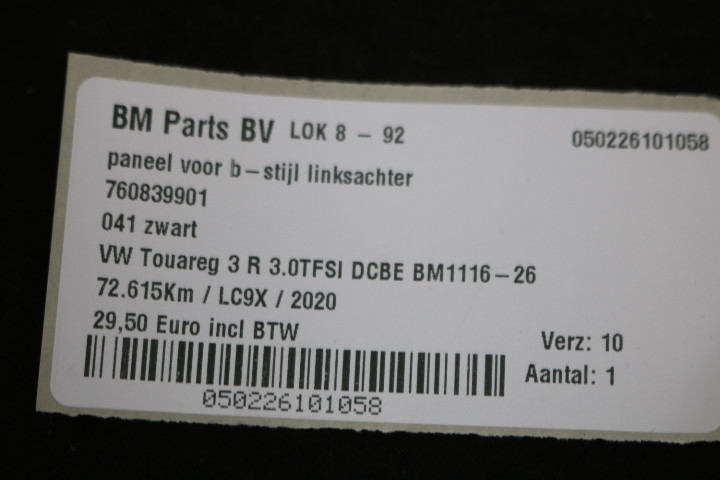 BM Parts BV LOK 8 - 92 050226101058
paneel voor b-stijl linksachter
760839901
041 zwart
VW Touareg 3 R 3.0TFSI DCBE BM1116-26
72.615Km / LC9X / 2020
29,50 Euro incl BTW
Verz: 10
Aantal: 1
050226101058